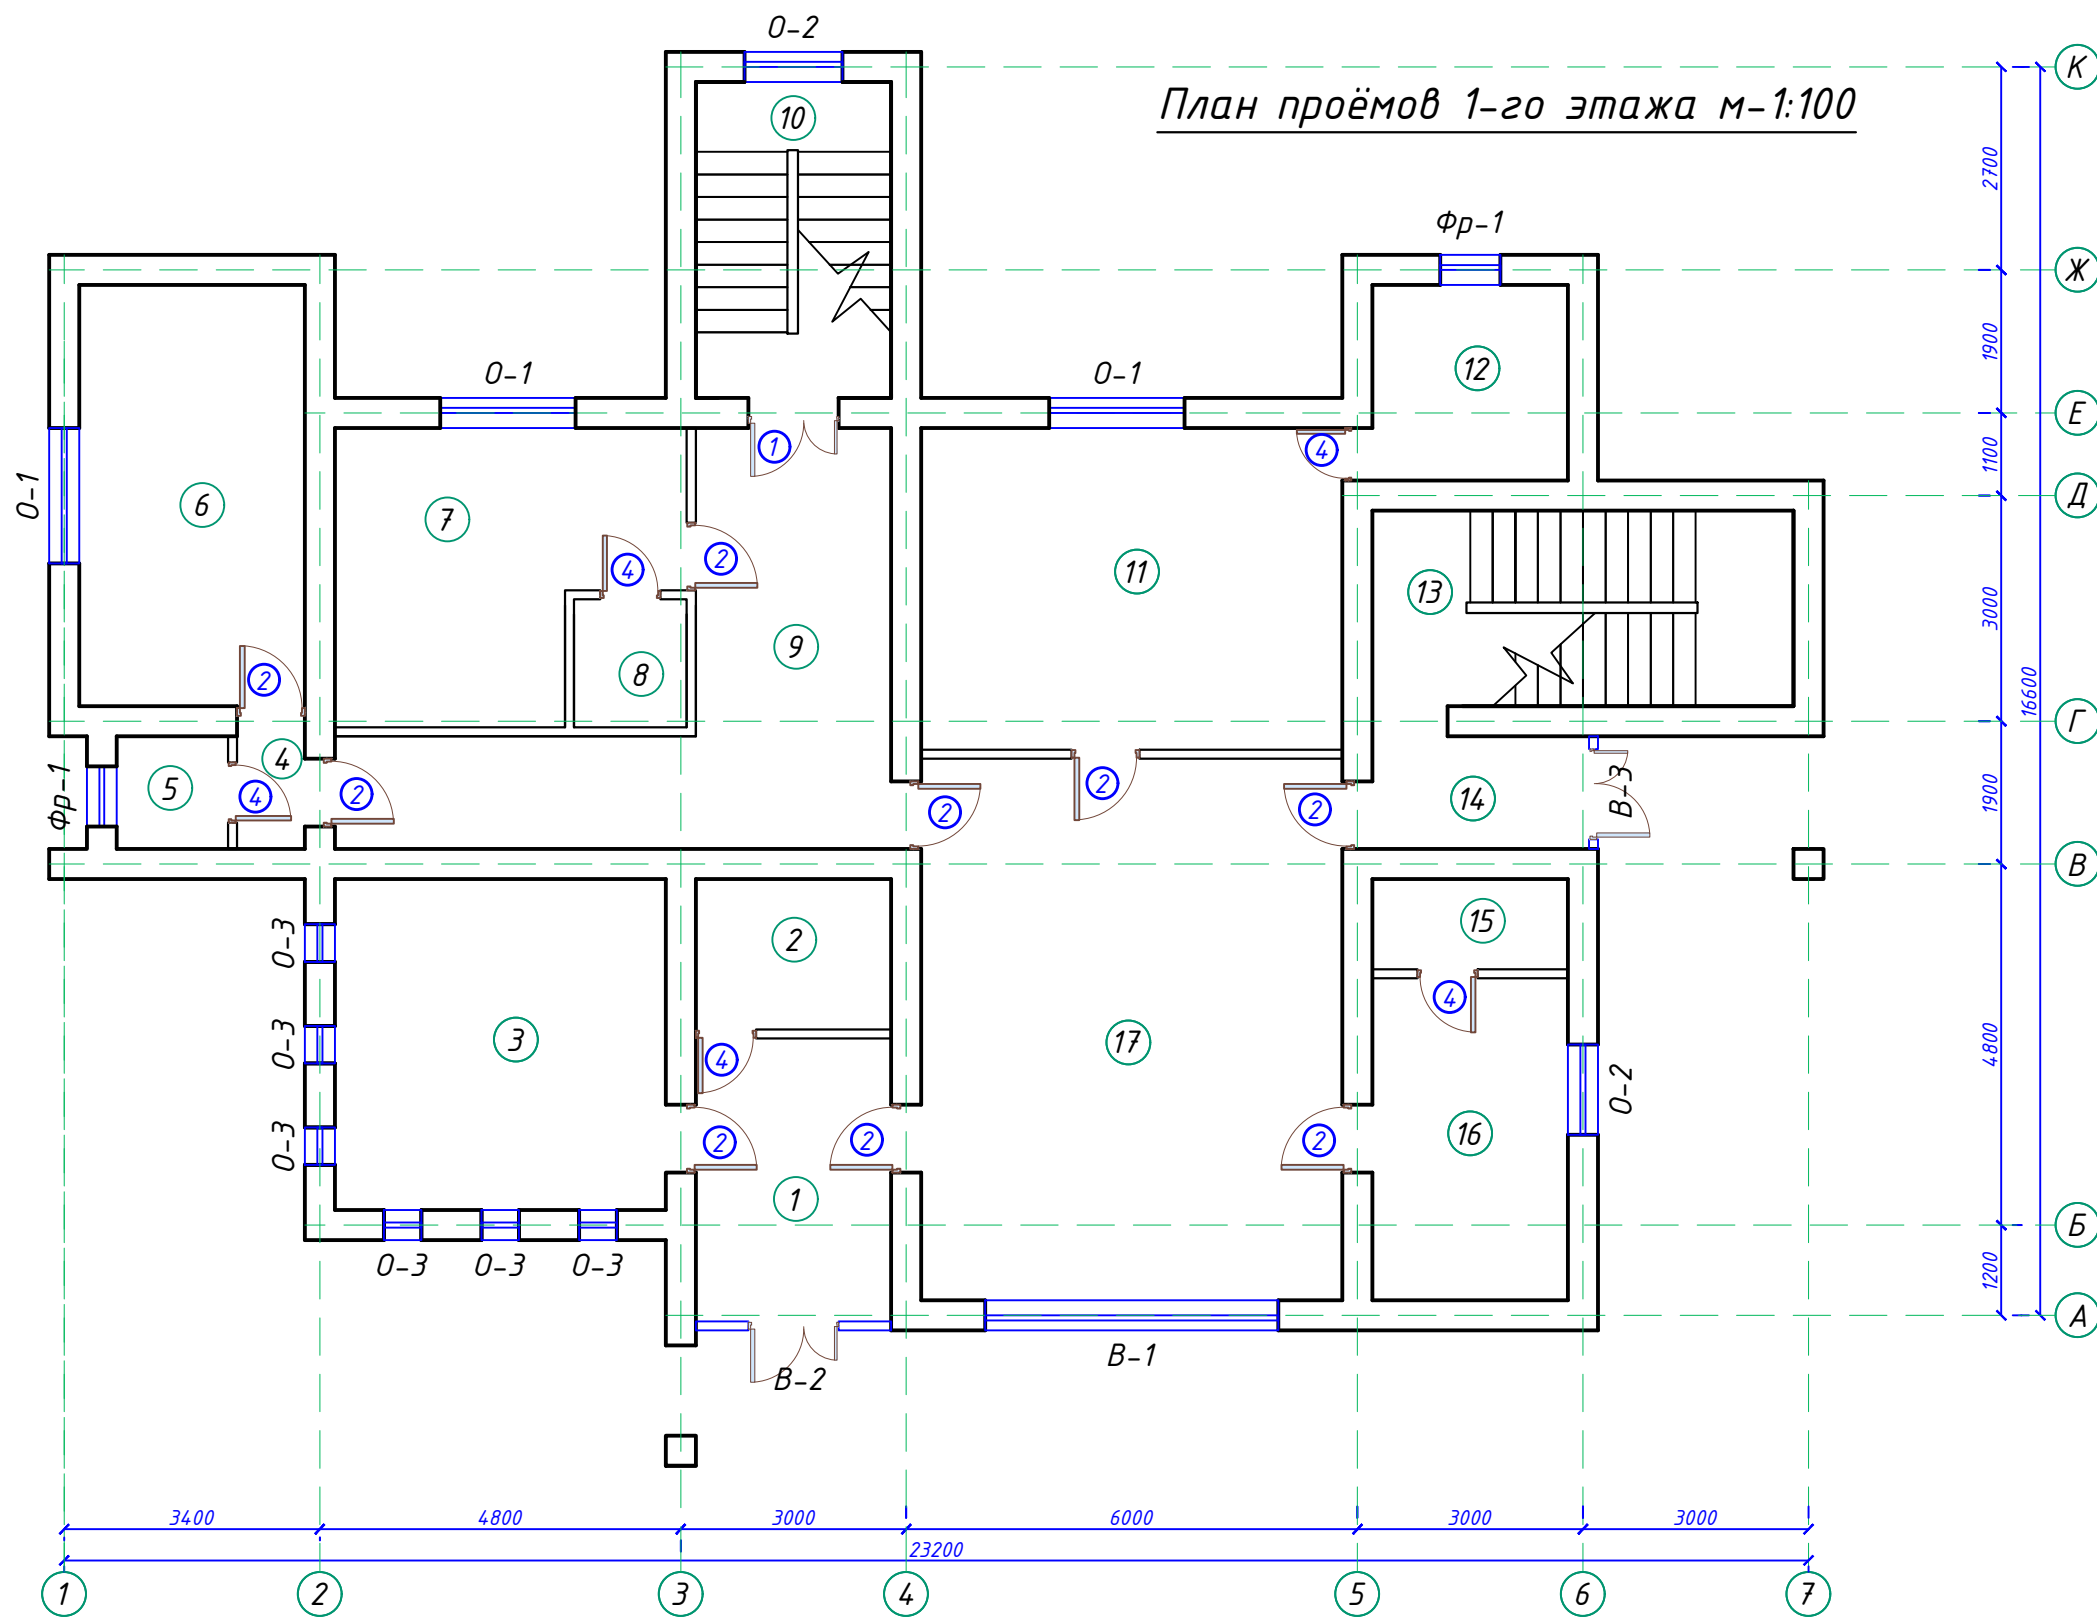 О-2
К
План проёмов 1-го этажа м-1:100
10
2700
Фр-1
Ж
1900
О-1
О-1
12
Е
1
4
1100
О-1
6
7
Д
2
4
11
13
3000
9
8
2
16600
Г
4
5
Фр-1
4
2
2
2
2
14
В-3
1900
В
О-3
2
15
4
О-3
3
17
4
4800
О-2
О-3
2
2
2
16
1
Б
О-3
О-3
О-3
1200
А
В-1
В-2
3400
4800
3000
6000
3000
3000
23200
1
2
3
4
5
6
7